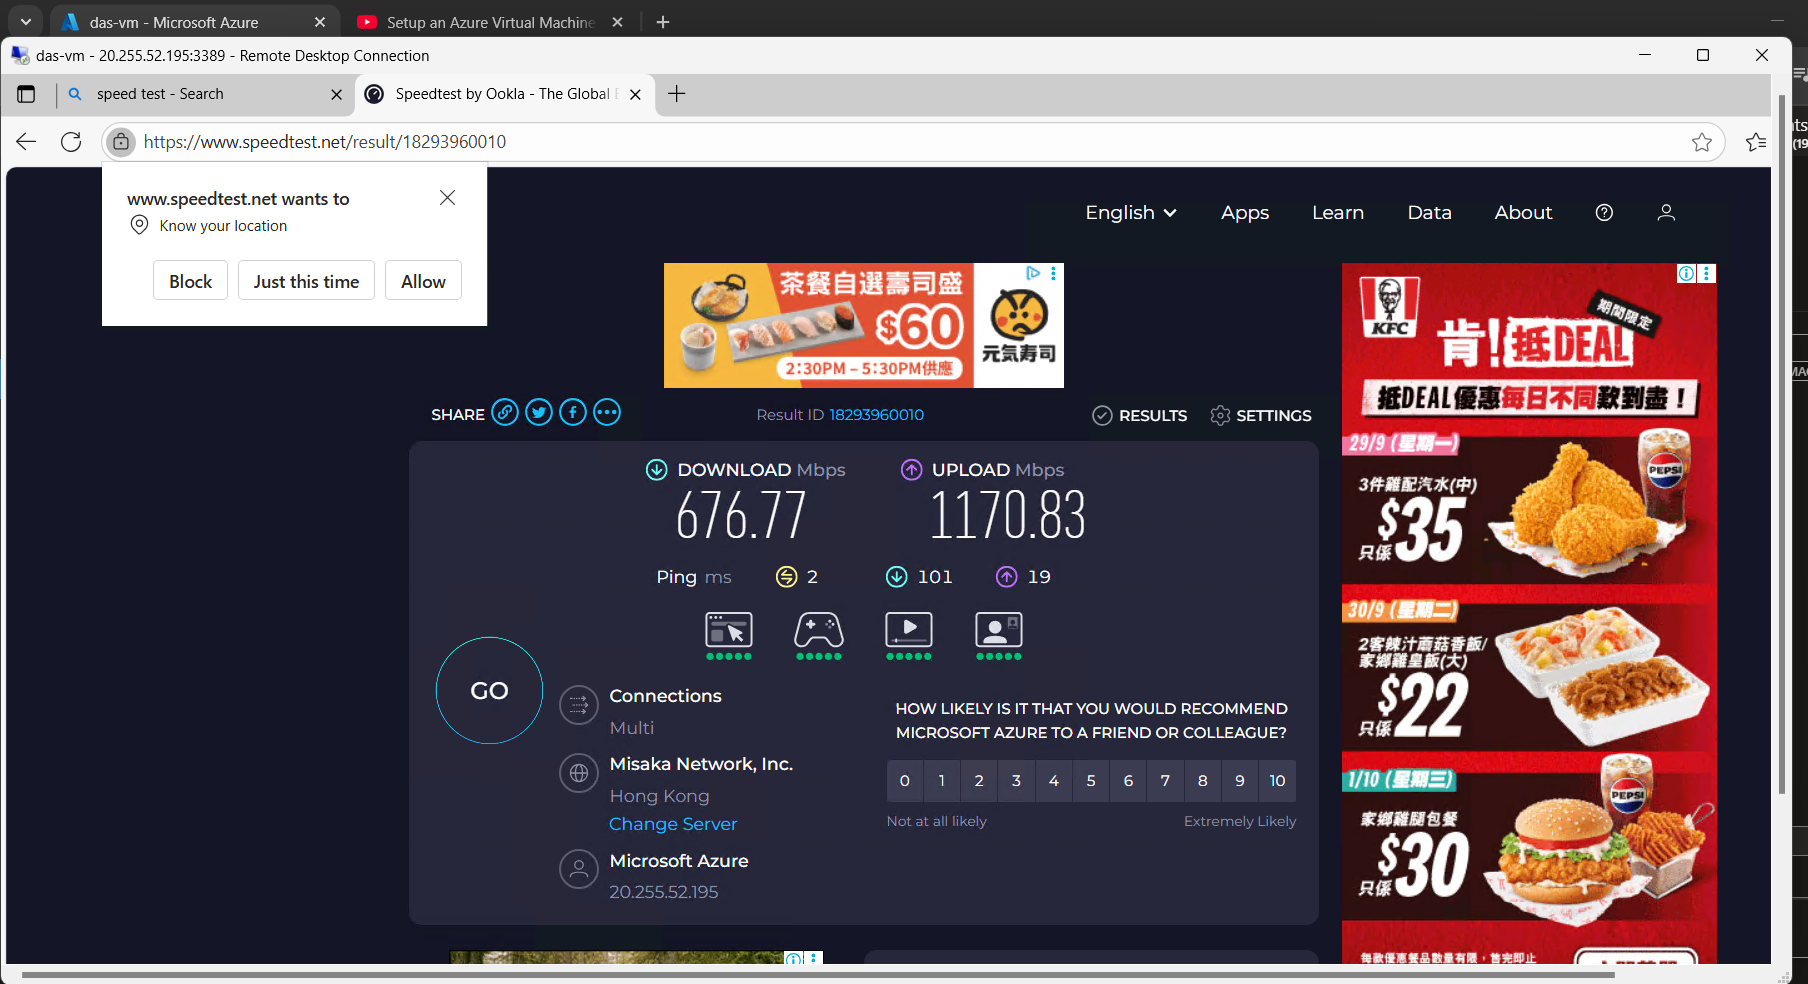 das-vm - Microsoft Azure
Setup an Azure Virtual Machine
das-vm - 20.255.52.195:3389 - Remote Desktop Connection
speed test - Search
Speedtest by Ookla - The Global
https://www.speedtest.net/result/18293960010
www.speedtest.net wants to
Know your location
Block Just this time Allow
English Apps Learn Data About
茶餐自選壽司盛
$60
2:30PM – 5:30PM供應
元気寿司
KFC
期間限定
肯!抵DEAL
抵DEAL優惠每日不同歎到盡!
29/9 (星期一)
3件雞配汽水(中)
只係$35
PEPSI
30/9 (星期二)
2客辣汁蘑菇香飯/
家鄉雞皇飯(大)
只係$22
1/10 (星期三)
家鄉雞腿包餐
只係$30
PEPSI
每款優惠餐品數量有限,售完即止
SHARE
Result ID 18293960010
RESULTS SETTINGS
DOWNLOAD Mbps
676.77
UPLOAD Mbps
1170.83
Ping ms 2 101 19
GO
Connections
Multi
Misaka Network, Inc.
Hong Kong
Change Server
Microsoft Azure
20.255.52.195
HOW LIKELY IS IT THAT YOU WOULD RECOMMEND
MICROSOFT AZURE TO A FRIEND OR COLLEAGUE?
0 1 2 3 4 5 6 7 8 9 10
Not at all likely Extremely Likely